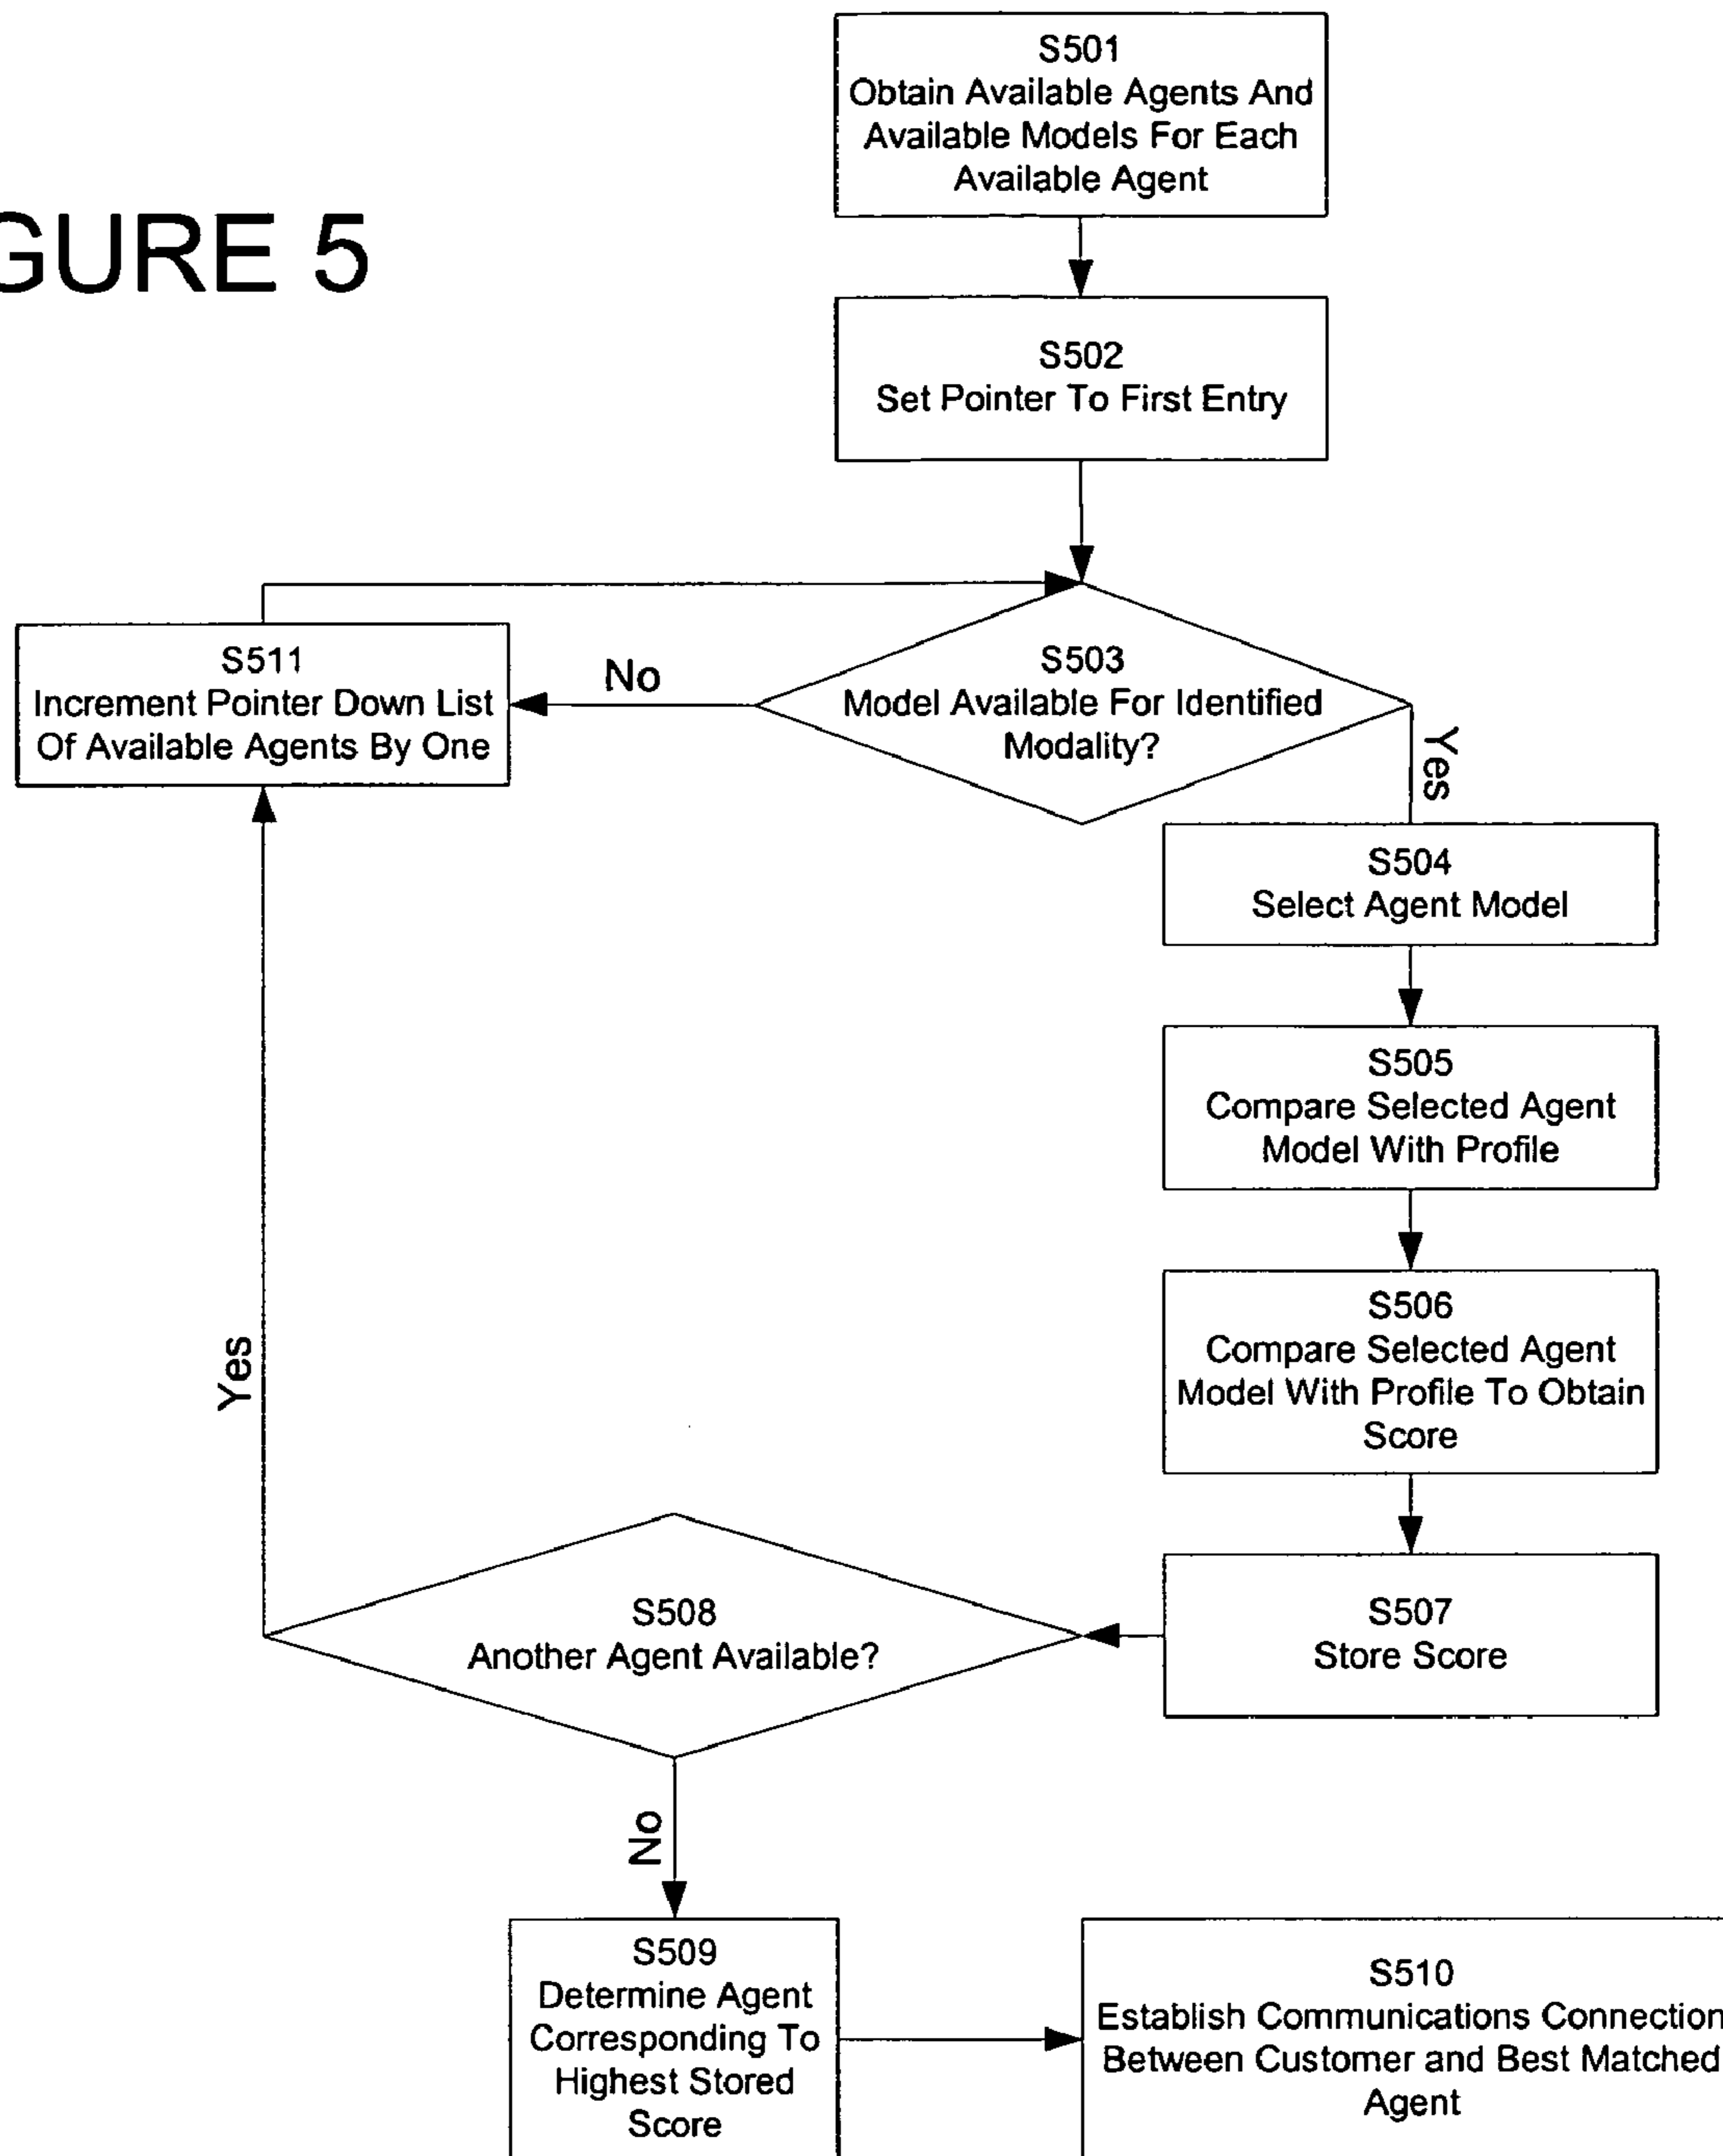 GURE 5
S501
Obtain Available Agents And
Available Models For Each
Available Agent
S502
Set Pointer To First Entry
S511
Increment Pointer Down List
Of Available Agents By One
No
S503
Model Available For Identified
Modality?
Yes
S504
Select Agent Model
S505
Compare Selected Agent
Model With Profile
S506
Compare Selected Agent
Model With Profile To Obtain
Score
Yes
S508
Another Agent Available?
S507
Store Score
No
S509
Determine Agent
Corresponding To
Highest Stored
Score
S510
Establish Communications Connection
Between Customer and Best Matched
Agent